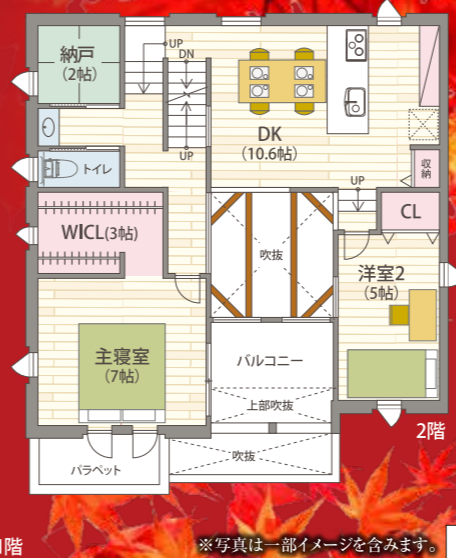 納戸
（2帖）
UP
DN
UP
DK
（10.6帖）
トイレ
収納
UP
CL
WICL(3帖)
吹抜
洋室2
（5帖）
主寝室
（7帖）
バルコニー
上部吹抜
吹抜
パラペット
2階
階
※写真は一部イメージを含みます。